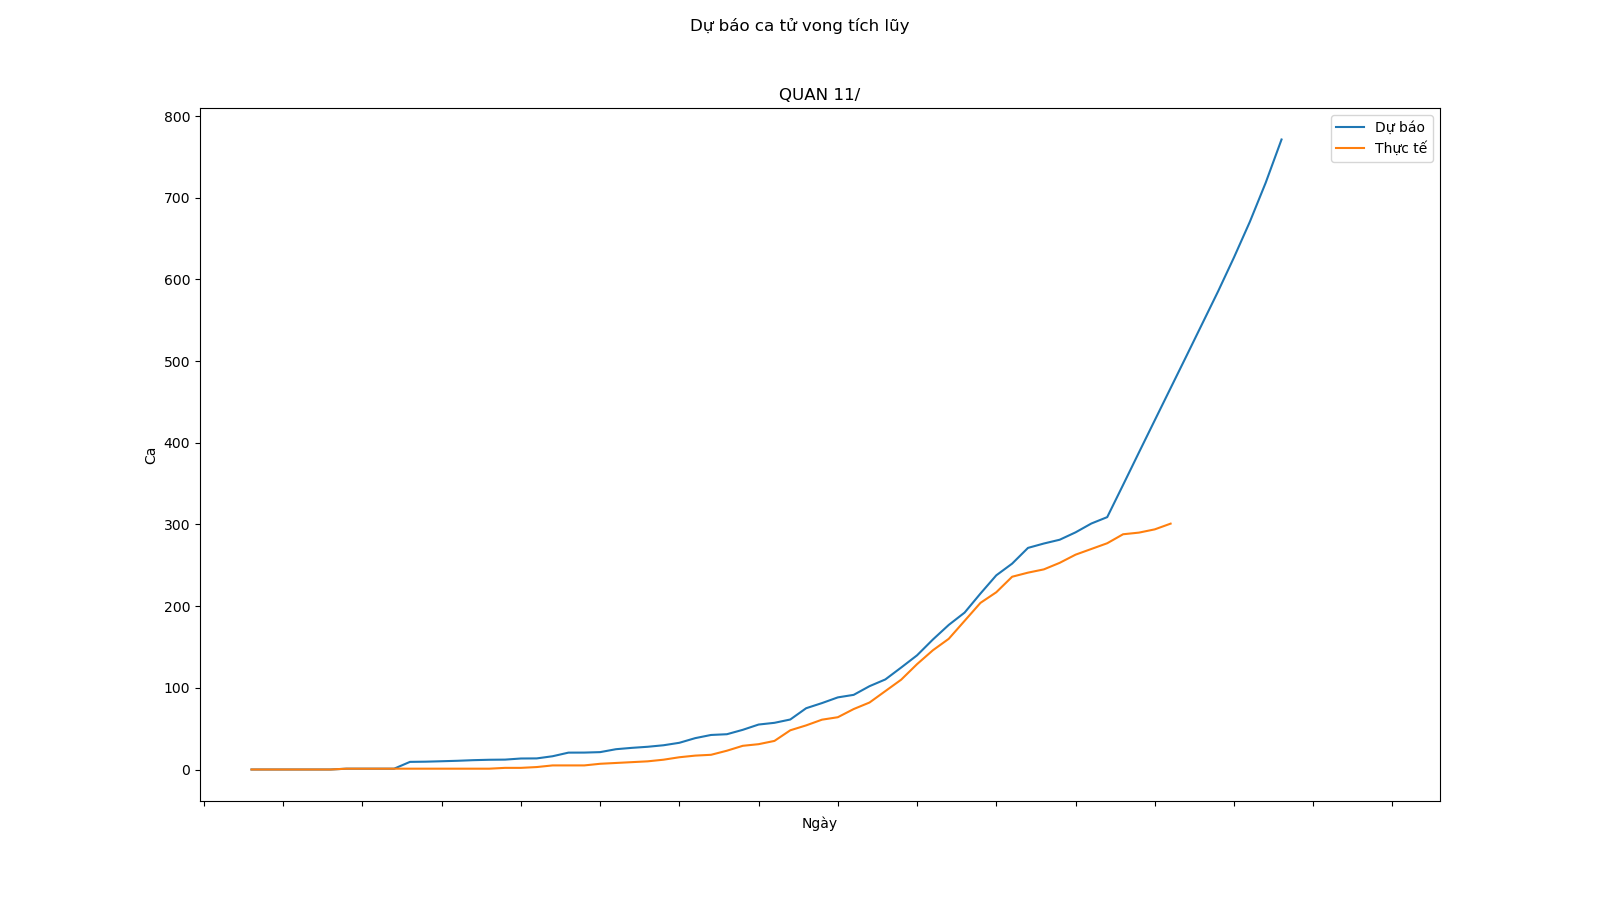 Dự báo ca tử vong tích lũy
QUAN 11/
Dự báo
Thực tế
800
700
600
500
400
300
200
100
0
Ca
Ngày